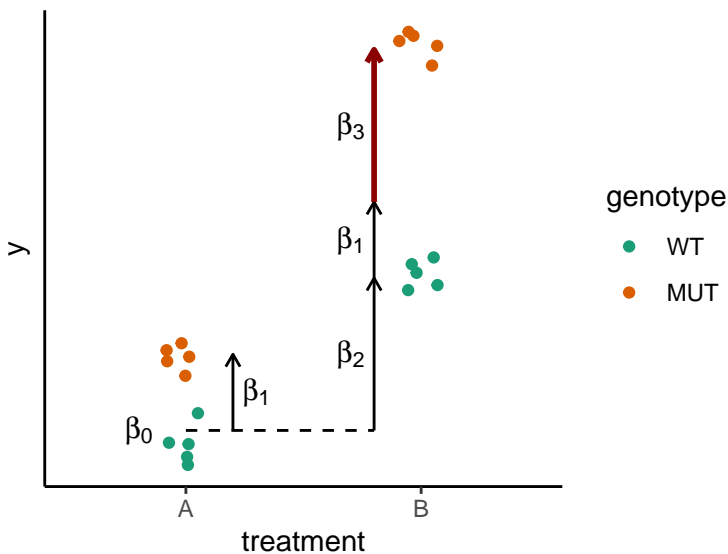 β3
genotype
WT
MUT
β1
y
β2
β1
β0
A
B
treatment